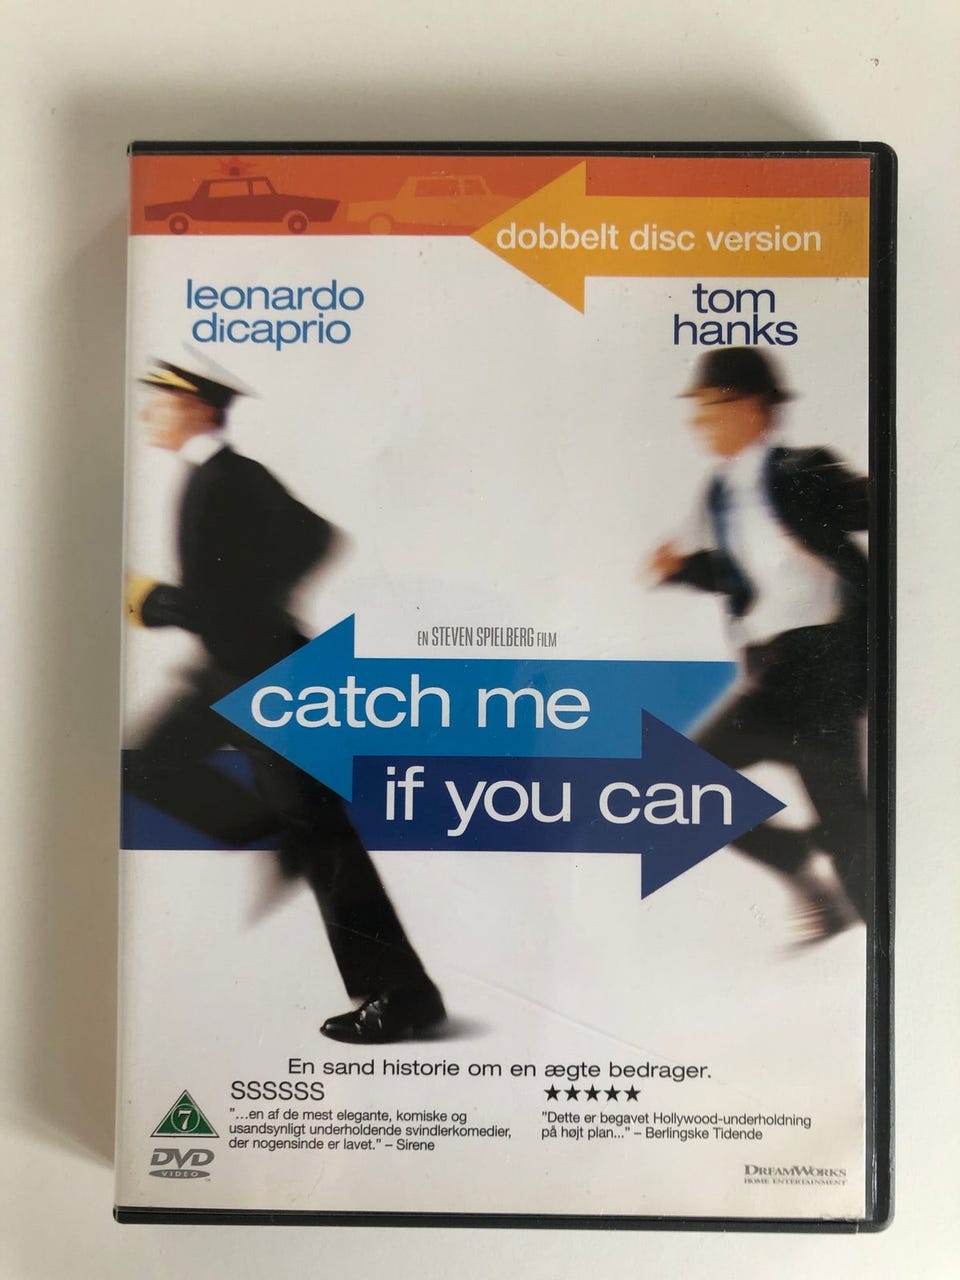 dobbelt disc version
leonardo
dicaprio
tom
hanks
EN STEVEN SPIELBERG FILM
catch me
if you can
En sand historie om en ægte bedrager.
SSSSSS
"...en af de mest elegante, komiske og
usandsynligt underholdende svindlerkomedier,
der nogensinde er lavet." – Sirene
★★★★★
"Dette er begavet Hollywood-underholdning
på højt plan..." – Berlingske Tidende
7
DVD
VIDEO
DREAMWORKS
HOME ENTERTAINMENT